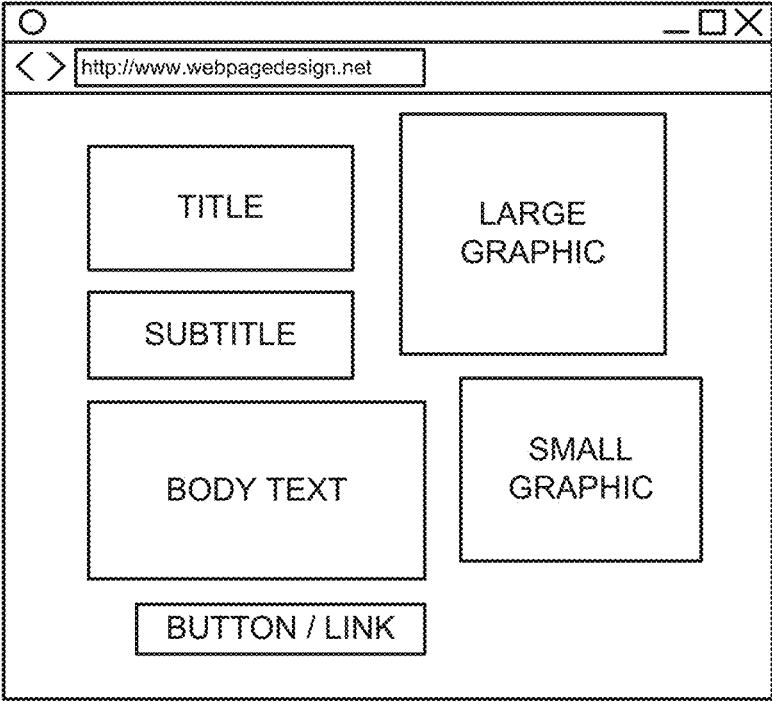 http://www.webpagedesign.net
TITLE
SUBTITLE
BODY TEXT
BUTTON / LINK
LARGE
GRAPHIC
SMALL
GRAPHIC